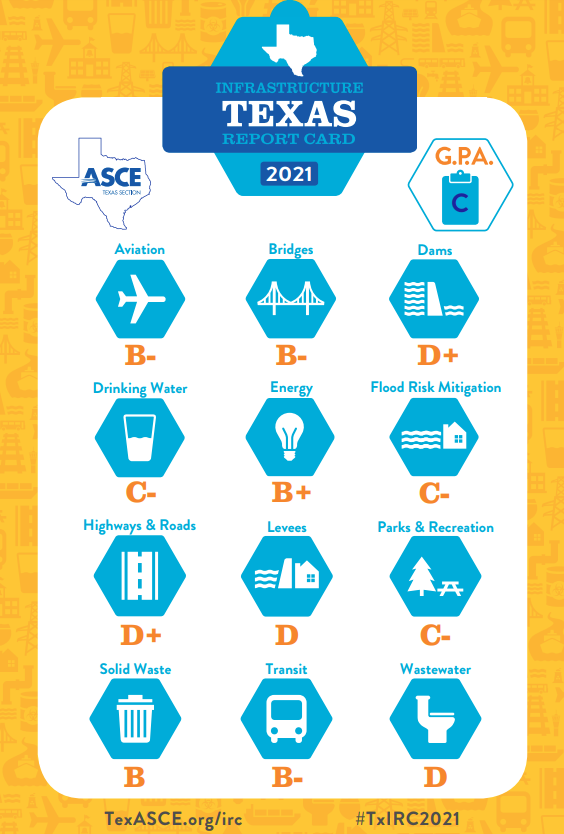 INFRASTRUCTURE
TEXAS
REPORT CARD
2021
ASCE
TEXAS SECTION
G.P.A.
C
Aviation
B-
Bridges
B-
Dams
D+
Drinking Water
C-
Energy
B+
Flood Risk Mitigation
C-
Highways & Roads
D+
Levees
D
Parks & Recreation
C-
Solid Waste
B
Transit
B-
Wastewater
D
TexASCE.org/irc
#TxIRC2021